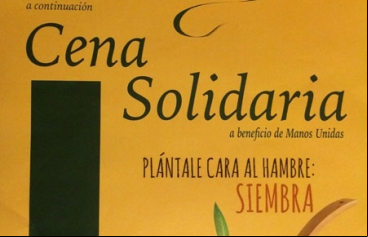 a continuación
Cena
Solidaria
a beneficio de Manos Unidas
PLÁNTALE CARA AL HAMBRE:
SIEMBRA